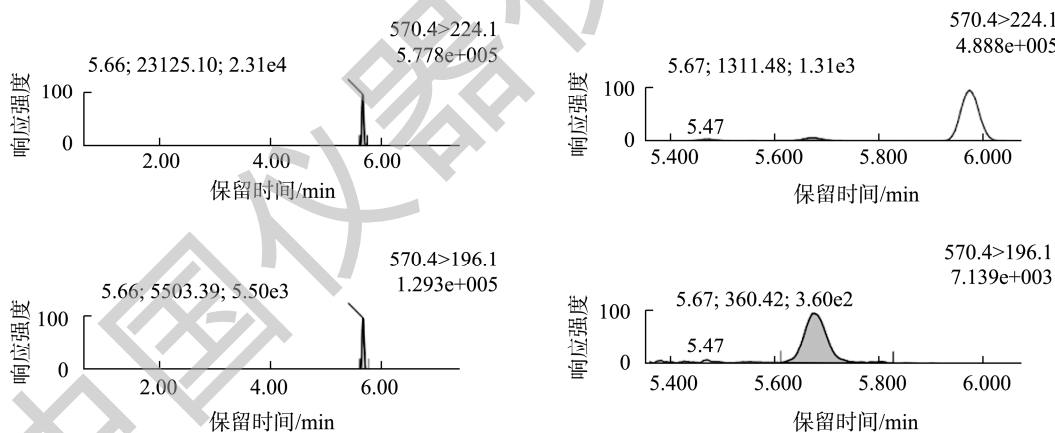 570.4>224.1
5.778e+005
5.66; 23125.10; 2.31e4
响应强度
100
0
2.00
4.00
6.00
保留时间/min
570.4>224.1
4.888e+005
5.67; 1311.48; 1.31e3
响应强度
100
0
5.47
5.400
5.600
5.800
6.000
保留时间/min
570.4>196.1
1.293e+005
5.66; 5503.39; 5.50e3
响应强度
100
0
2.00
4.00
6.00
保留时间/min
570.4>196.1
7.139e+003
5.67; 360.42; 3.60e2
响应强度
100
0
5.47
5.400
5.600
5.800
6.000
保留时间/min
中国仪器仪